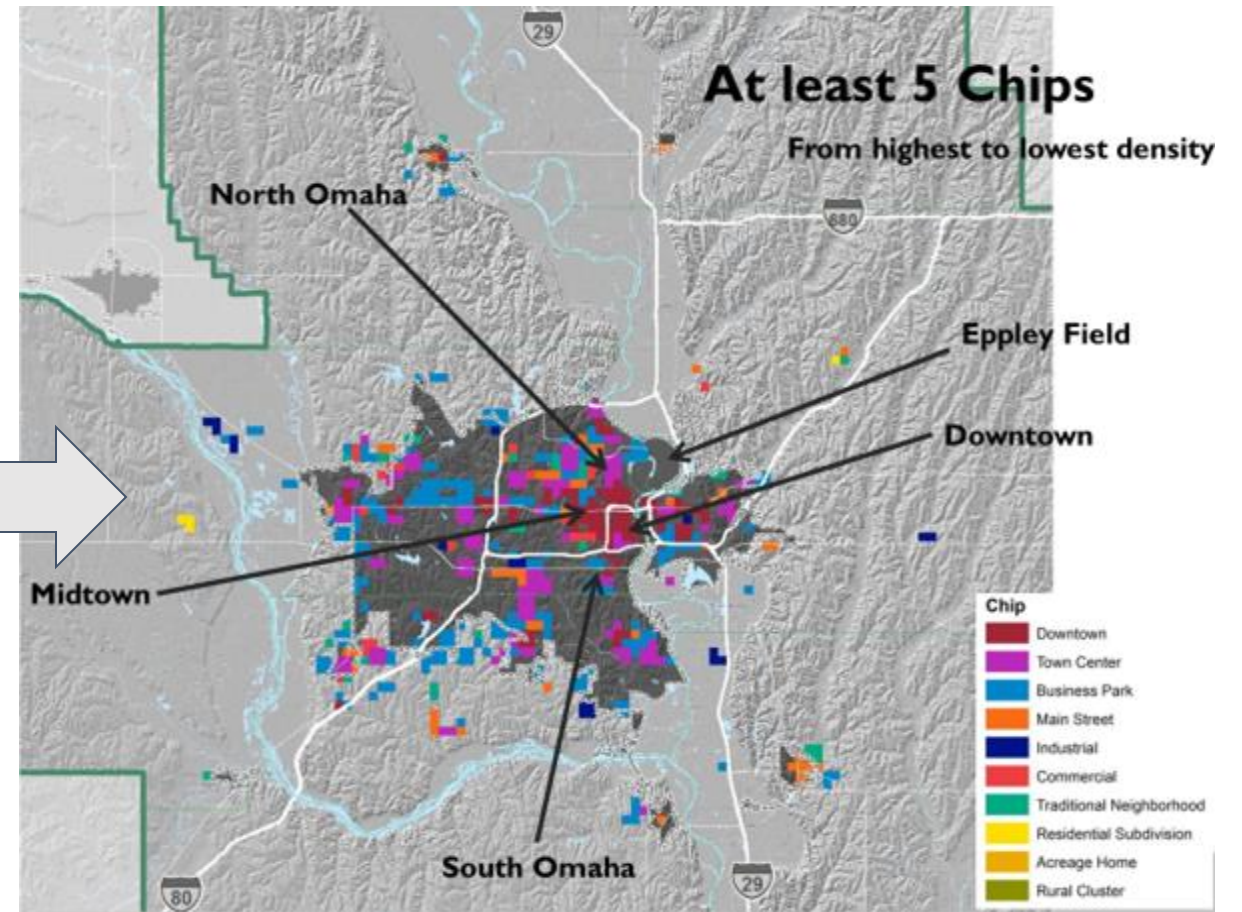 29
At least 5 Chips
From highest to lowest density
North Omaha
680
Eppley Field
Downtown
Midtown
Chip
Downtown
Town Center
Business Park
Main Street
Industrial
Commercial
Traditional Neighborhood
Residential Subdivision
Acreage Home
Rural Cluster
South Omaha
80
29